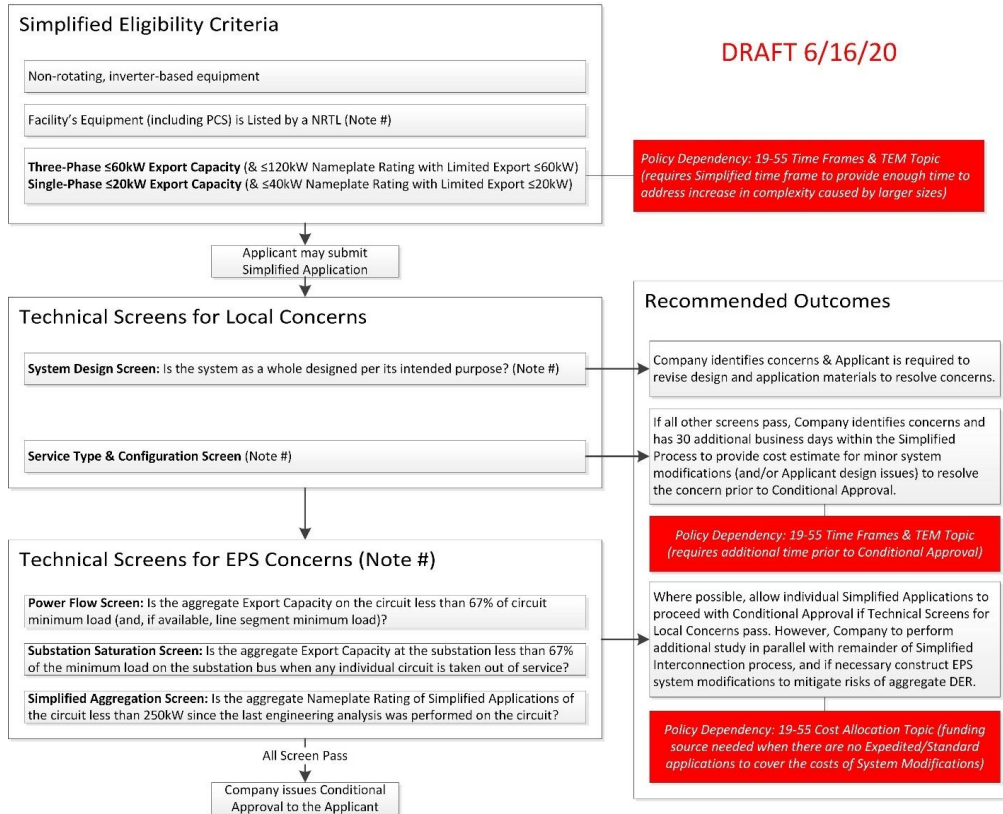 Simplified Eligibility Criteria
Non-rotating, inverter-based equipment
Facility's Equipment (including PCS) is Listed by a NRTL (Note #)
Three-Phase ≤60kW Export Capacity (& ≤120kW Nameplate Rating with Limited Export ≤60kW)
Single-Phase ≤20kW Export Capacity (& ≤40kW Nameplate Rating with Limited Export ≤20kW)
DRAFT 6/16/20
Policy Dependency: 19-55 Time Frames & TEM Topic
(requires Simplified time frame to provide enough time to
address increase in complexity caused by larger sizes)
Applicant may submit
Simplified Application
Technical Screens for Local Concerns
System Design Screen: Is the system as a whole designed per its intended purpose? (Note #)
Service Type & Configuration Screen (Note #)
Technical Screens for EPS Concerns (Note #)
Power Flow Screen: Is the aggregate Export Capacity on the circuit less than 67% of circuit
minimum load (and, if available, line segment minimum load)?
Substation Saturation Screen: Is the aggregate Export Capacity at the substation less than 67%
of the minimum load on the substation bus when any individual circuit is taken out of service?
Simplified Aggregation Screen: Is the aggregate Nameplate Rating of Simplified Applications of
the circuit less than 250kW since the last engineering analysis was performed on the circuit?
All Screen Pass
Company issues Conditional
Approval to the Applicant
Recommended Outcomes
Company identifies concerns & Applicant is required to
revise design and application materials to resolve concerns.
If all other screens pass, Company identifies concerns and
has 30 additional business days within the Simplified
Process to provide cost estimate for minor system
modifications (and/or Applicant design issues) to resolve
the concern prior to Conditional Approval.
Policy Dependency: 19-55 Time Frames & TEM Topic
(requires additional time prior to Conditional Approval)
Where possible, allow individual Simplified Applications to
proceed with Conditional Approval if Technical Screens for
Local Concerns pass. However, Company to perform
additional study in parallel with remainder of Simplified
Interconnection process, and if necessary construct EPS
system modifications to mitigate risks of aggregate DER.
Policy Dependency: 19-55 Cost Allocation Topic (funding
source needed when there are no Expedited/Standard
applications to cover the costs of System Modifications)